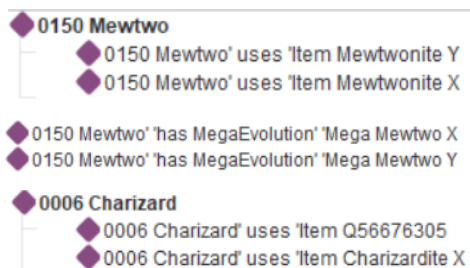 0150 Mewtwo
0150 Mewtwo' uses 'Item Mewtwonite Y
0150 Mewtwo' uses 'Item Mewtwonite X
0150 Mewtwo' 'has MegaEvolution' 'Mega Mewtwo X
0150 Mewtwo' 'has MegaEvolution' 'Mega Mewtwo Y
0006 Charizard
0006 Charizard' uses 'Item Q56676305
0006 Charizard' uses 'Item Charizardite X